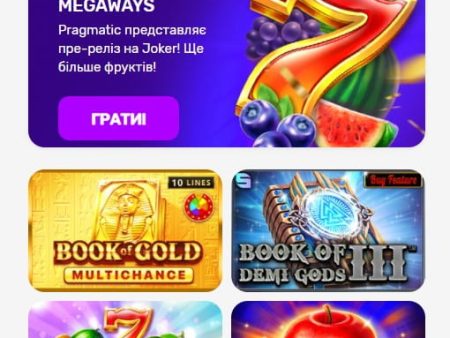 MEGAWAYS
Pragmatic представляє
пре-реліз на Joker! Ще
більше фруктів!
ГРАТИ!
10 LINES
BOOK of GOLD
MULTICHANCE
Buy Feature
BOOK OF
DEMI GODS III